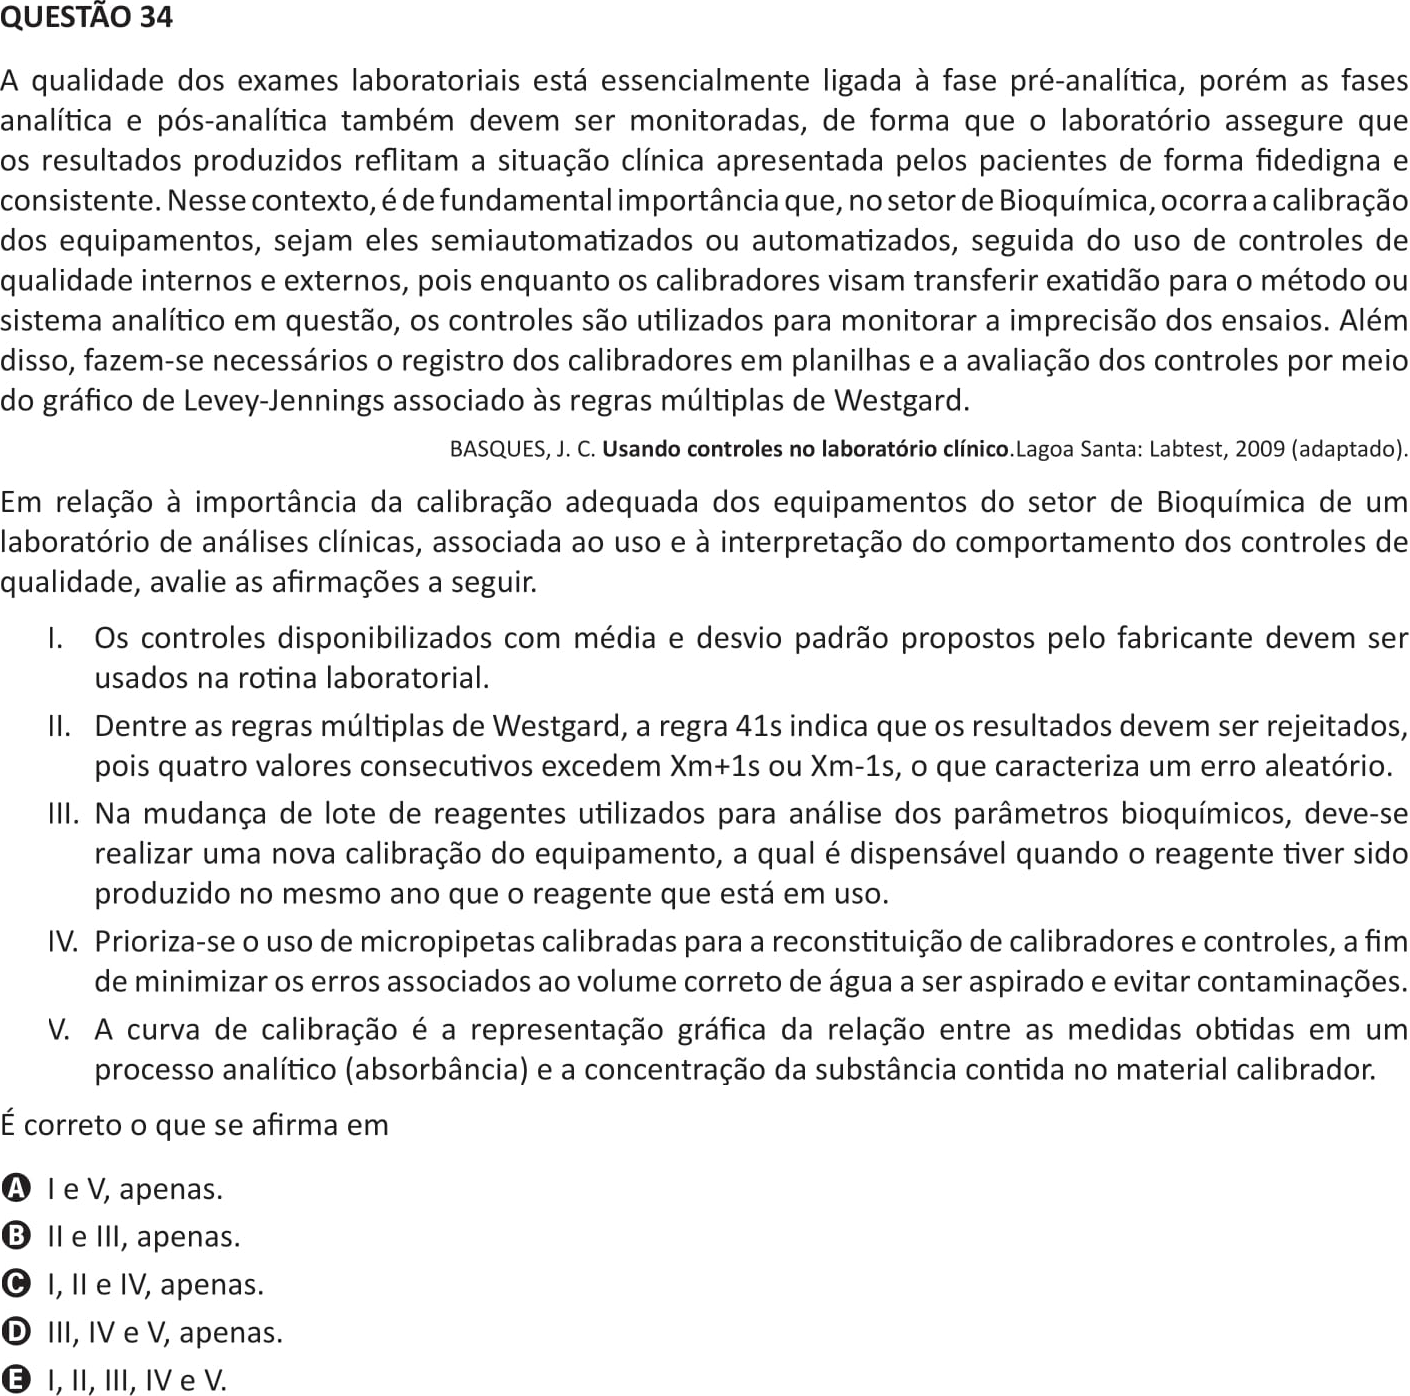 QUESTÃO 34
A qualidade dos exames laboratoriais está essencialmente ligada à fase pré-analítica, porém as fases
analítica e pós-analítica também devem ser monitoradas, de forma que o laboratório assegure que
os resultados produzidos reflitam a situação clínica apresentada pelos pacientes de forma fidedigna e
consistente. Nesse contexto, é de fundamental importância que, no setor de Bioquímica, ocorra a calibração
dos equipamentos, sejam eles semiautomatizados ou automatizados, seguida do uso de controles de
qualidade internos e externos, pois enquanto os calibradores visam transferir exatidão para o método ou
sistema analítico em questão, os controles são utilizados para monitorar a imprecisão dos ensaios. Além
disso, fazem-se necessários o registro dos calibradores em planilhas e a avaliação dos controles por meio
do gráfico de Levey-Jennings associado às regras múltiplas de Westgard.
BASQUES, J. C. Usando controles no laboratório clínico.Lagoa Santa: Labtest, 2009 (adaptado).
Em relação à importância da calibração adequada dos equipamentos do setor de Bioquímica de um
laboratório de análises clínicas, associada ao uso e à interpretação do comportamento dos controles de
qualidade, avalie as afirmações a seguir.
I. Os controles disponibilizados com média e desvio padrão propostos pelo fabricante devem ser
usados na rotina laboratorial.
II. Dentre as regras múltiplas de Westgard, a regra 41s indica que os resultados devem ser rejeitados,
pois quatro valores consecutivos excedem Xm+1s ou Xm-1s, o que caracteriza um erro aleatório.
III. Na mudança de lote de reagentes utilizados para análise dos parâmetros bioquímicos, deve-se
realizar uma nova calibração do equipamento, a qual é dispensável quando o reagente tiver sido
produzido no mesmo ano que o reagente que está em uso.
IV. Prioriza-se o uso de micropipetas calibradas para a reconstituição de calibradores e controles, a fim
de minimizar os erros associados ao volume correto de água a ser aspirado e evitar contaminações.
V. A curva de calibração é a representação gráfica da relação entre as medidas obtidas em um
processo analítico (absorbância) e a concentração da substância contida no material calibrador.
É correto o que se afirma em
A I e V, apenas.
B II e III, apenas.
C I, II e IV, apenas.
D III, IV e V, apenas.
E I, II, III, IV e V.